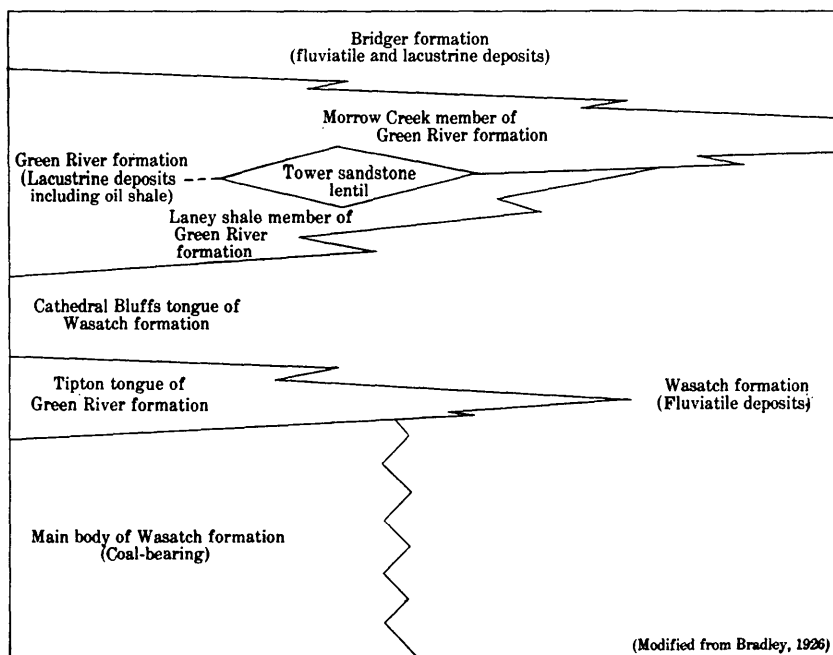 Bridger formation
(fluviatile and lacustrine deposits)
Morrow Creek member of
Green River formation
Green River formation
(Lacustrine deposits
including oil shale)
Tower sandstone
lentil
Laney shale member of
Green River
formation
Cathedral Bluffs tongue of
Wasatch formation
Tipton tongue of
Green River formation
Wasatch formation
(Fluviatile deposits)
Main body of Wasatch formation
(Coal-bearing)
(Modified from Bradley, 1926)